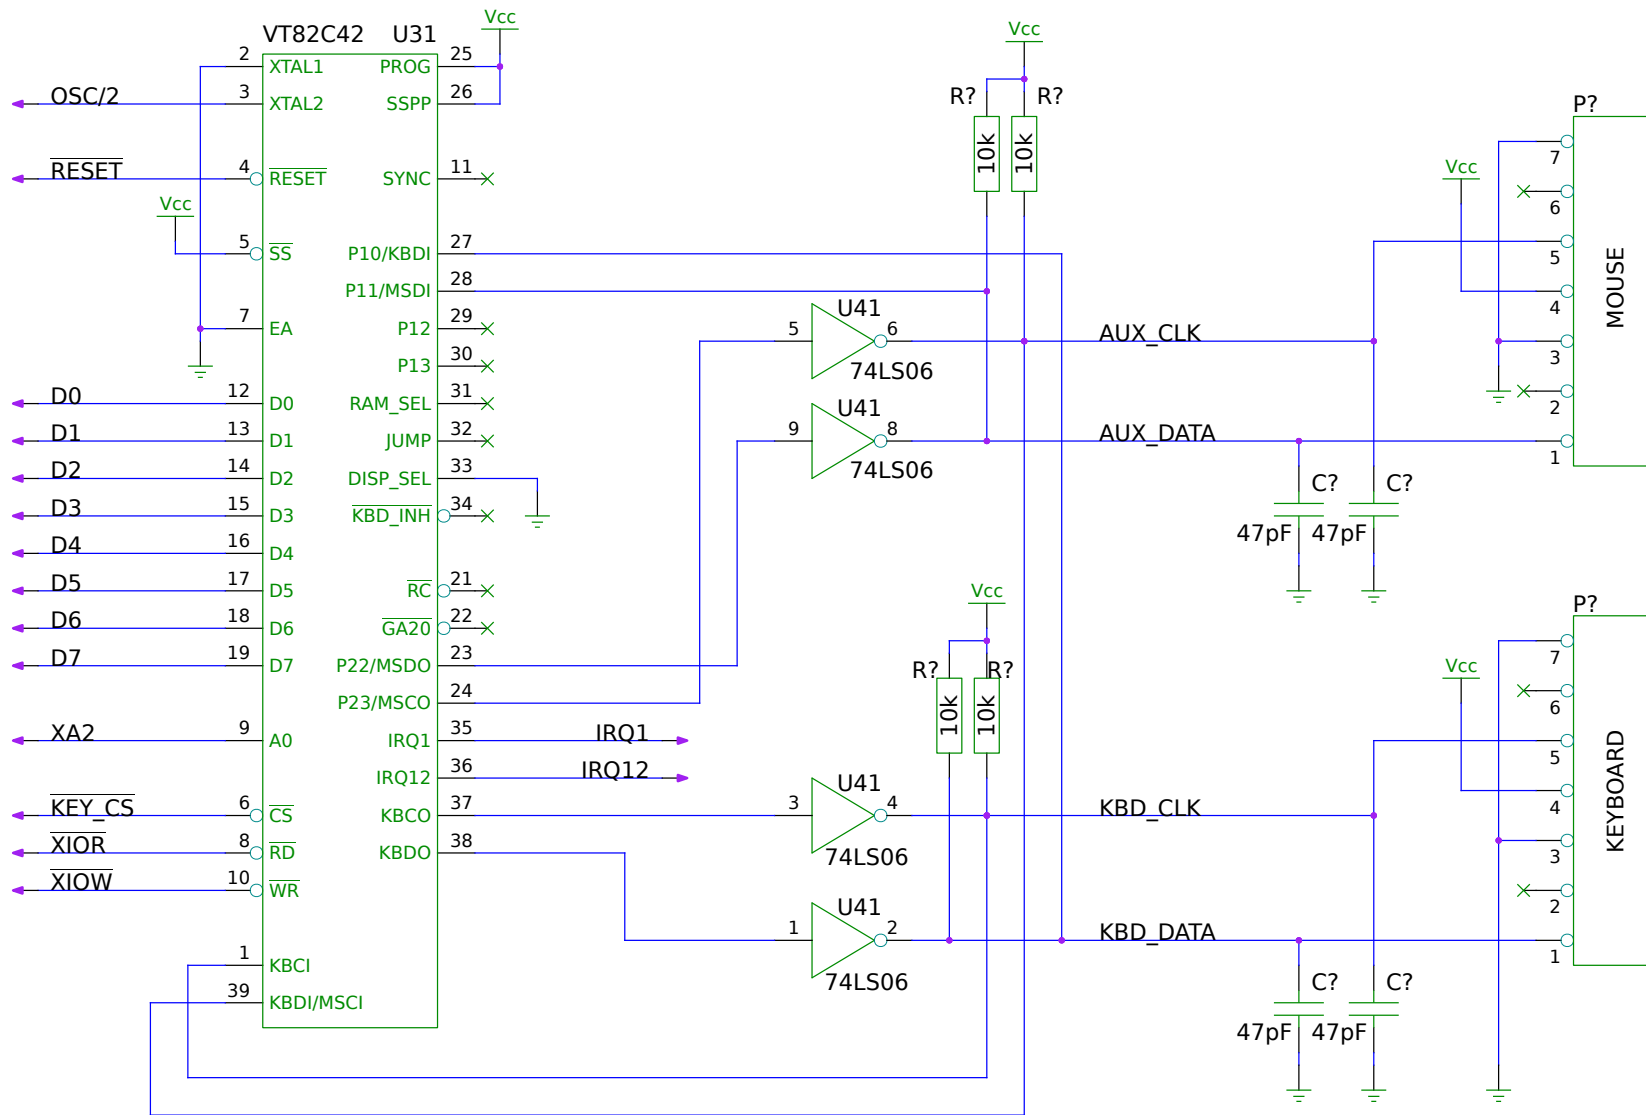 VT82C42 U31
Vcc
2 XTAL1 PROG 25
OSC/2 3 XTAL2 SSPP 26
RESET 4 RESET SYNC 11
Vcc
5 SS P10/KBDI 27
P11/MSDI 28
7 EA P12 29
P13 30
D0 12 D0 RAM_SEL 31
D1 13 D1 JUMP 32
D2 14 D2 DISP_SEL 33
D3 15 D3 KBD_INH 34
D4 16 D4
D5 17 D5 RC 21
D6 18 D6 GA20 22
D7 19 D7 P22/MSDO 23
P23/MSCO 24
XA2 9 A0 IRQ1 35 IRQ1
IRQ12 36 IRQ12
KEY_CS 6 CS KBCO 37
XIOR 8 RD KBDO 38
XIOW 10 WR
1 KBCI
39 KBDI/MSCI
Vcc
R? R?
10k 10k
U41
5 6
74LS06
AUX_CLK
U41
9 8
74LS06
AUX_DATA
C? C?
47pF 47pF
Vcc
P?
7
6
5
4
3
2
1
MOUSE
Vcc
R? R?
10k 10k
U41
3 4
74LS06
KBD_CLK
U41
1 2
74LS06
KBD_DATA
C? C?
47pF 47pF
Vcc
P?
7
6
5
4
3
2
1
KEYBOARD